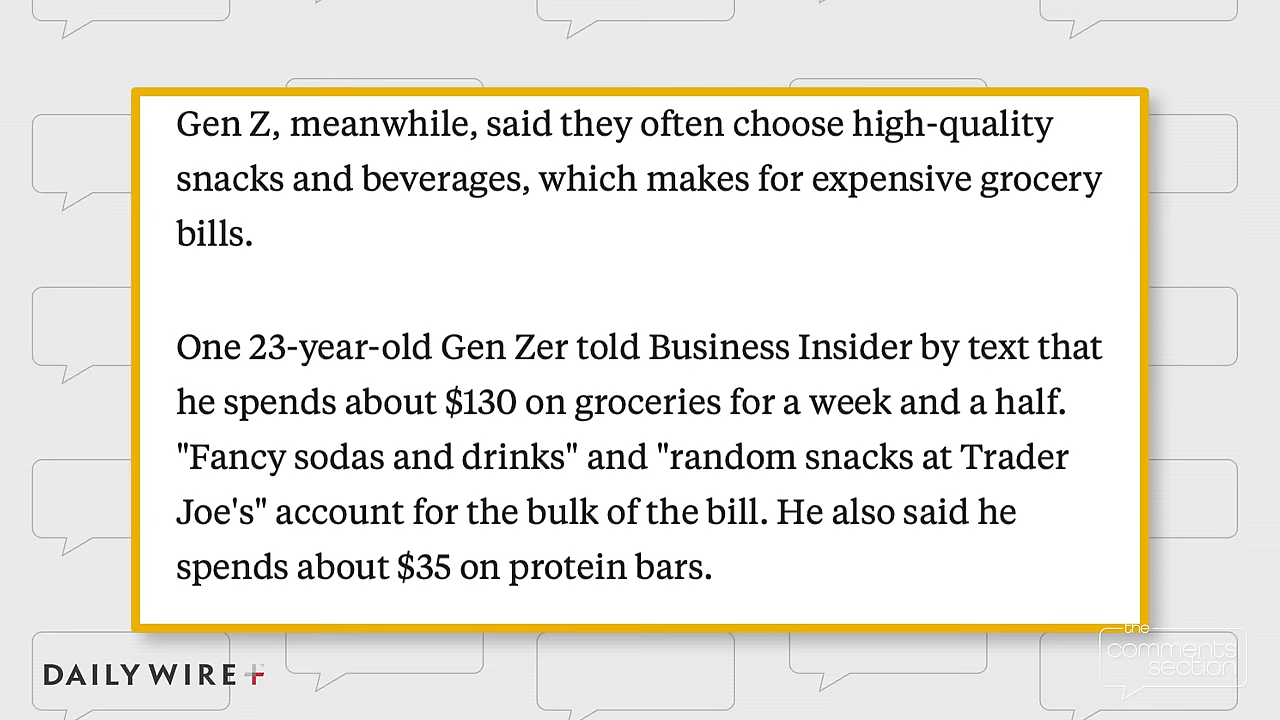 Gen Z, meanwhile, said they often choose high-quality
snacks and beverages, which makes for expensive grocery
bills.
One 23-year-old Gen Zer told Business Insider by text that
he spends about $130 on groceries for a week and a half.
"Fancy sodas and drinks" and "random snacks at Trader
Joe's" account for the bulk of the bill. He also said he
spends about $35 on protein bars.
DAILY WIRE+
the
comments
section